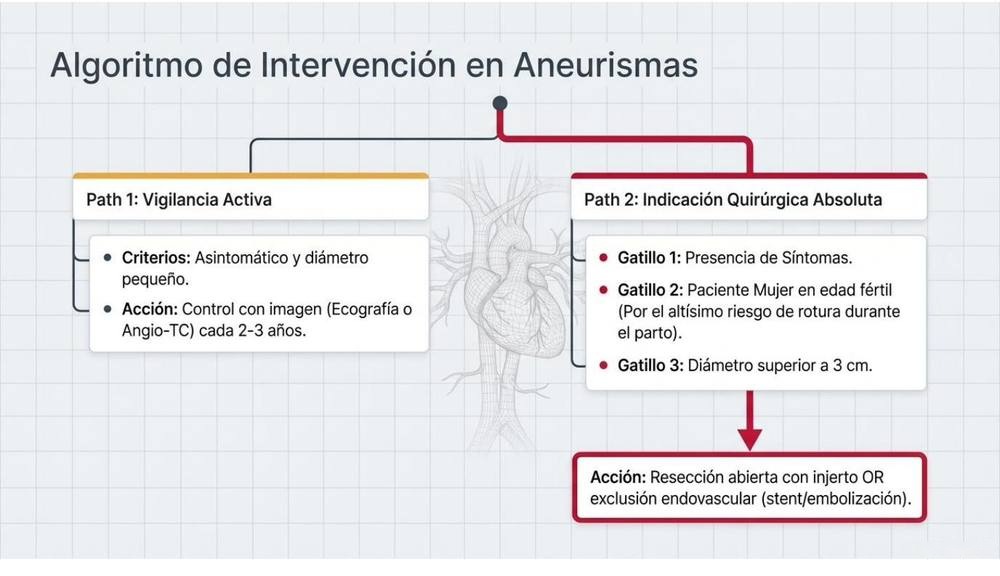 Algoritmo de Intervención en Aneurismas
Path 1: Vigilancia Activa
• Criterios: Asintomático y diámetro
pequeño.
• Acción: Control con imagen (Ecografía o
Angio-TC) cada 2-3 años.
Path 2: Indicación Quirúrgica Absoluta
• Gatillo 1: Presencia de Síntomas.
• Gatillo 2: Paciente Mujer en edad fértil
(Por el altísimo riesgo de rotura durante
el parto).
• Gatillo 3: Diámetro superior a 3 cm.
Acción: Resección abierta con injerto OR
exclusión endovascular (stent/embolización).